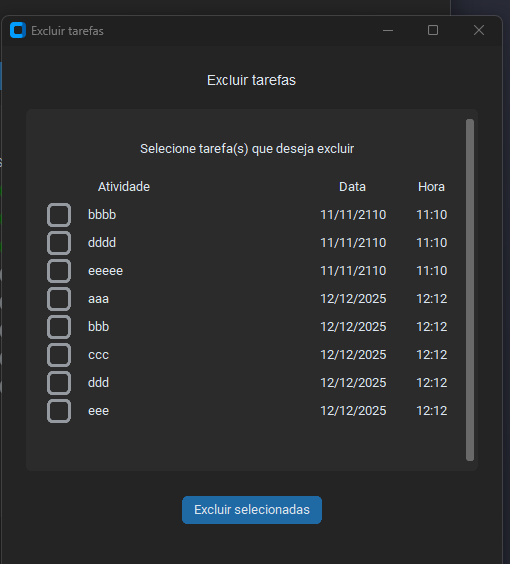 Excluir tarefas
Excluir tarefas
Selecione tarefa(s) que deseja excluir
Atividade Data Hora
bbbb 11/11/2110 11:10
dddd 11/11/2110 11:10
eeeee 11/11/2110 11:10
aaa 12/12/2025 12:12
bbb 12/12/2025 12:12
ccc 12/12/2025 12:12
ddd 12/12/2025 12:12
eee 12/12/2025 12:12
Excluir selecionadas